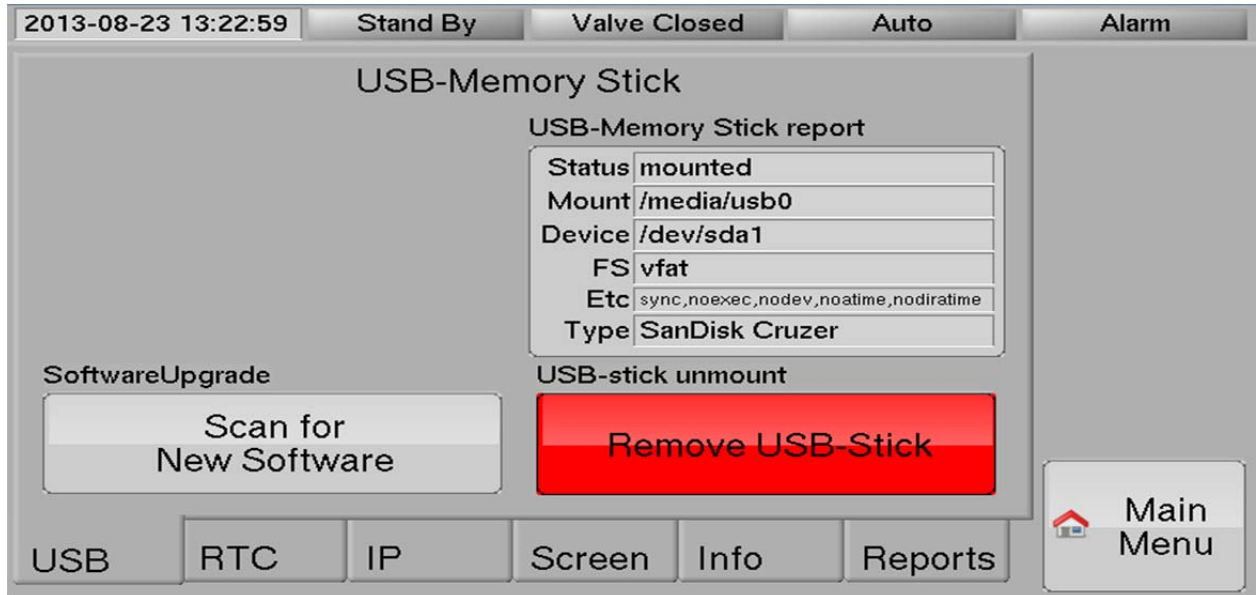 2013-08-23 13:22:59 Stand By Valve Closed Auto Alarm
USB-Memory Stick
USB-Memory Stick report
Status mounted
Mount /media/usb0
Device /dev/sda1
FS vfat
Etc sync,noexec,nodev,noatime,nodiratime
Type SanDisk Cruzer
SoftwareUpgrade
Scan for
New Software
USB-stick unmount
Remove USB-Stick
Main
Menu
USB RTC IP Screen Info Reports